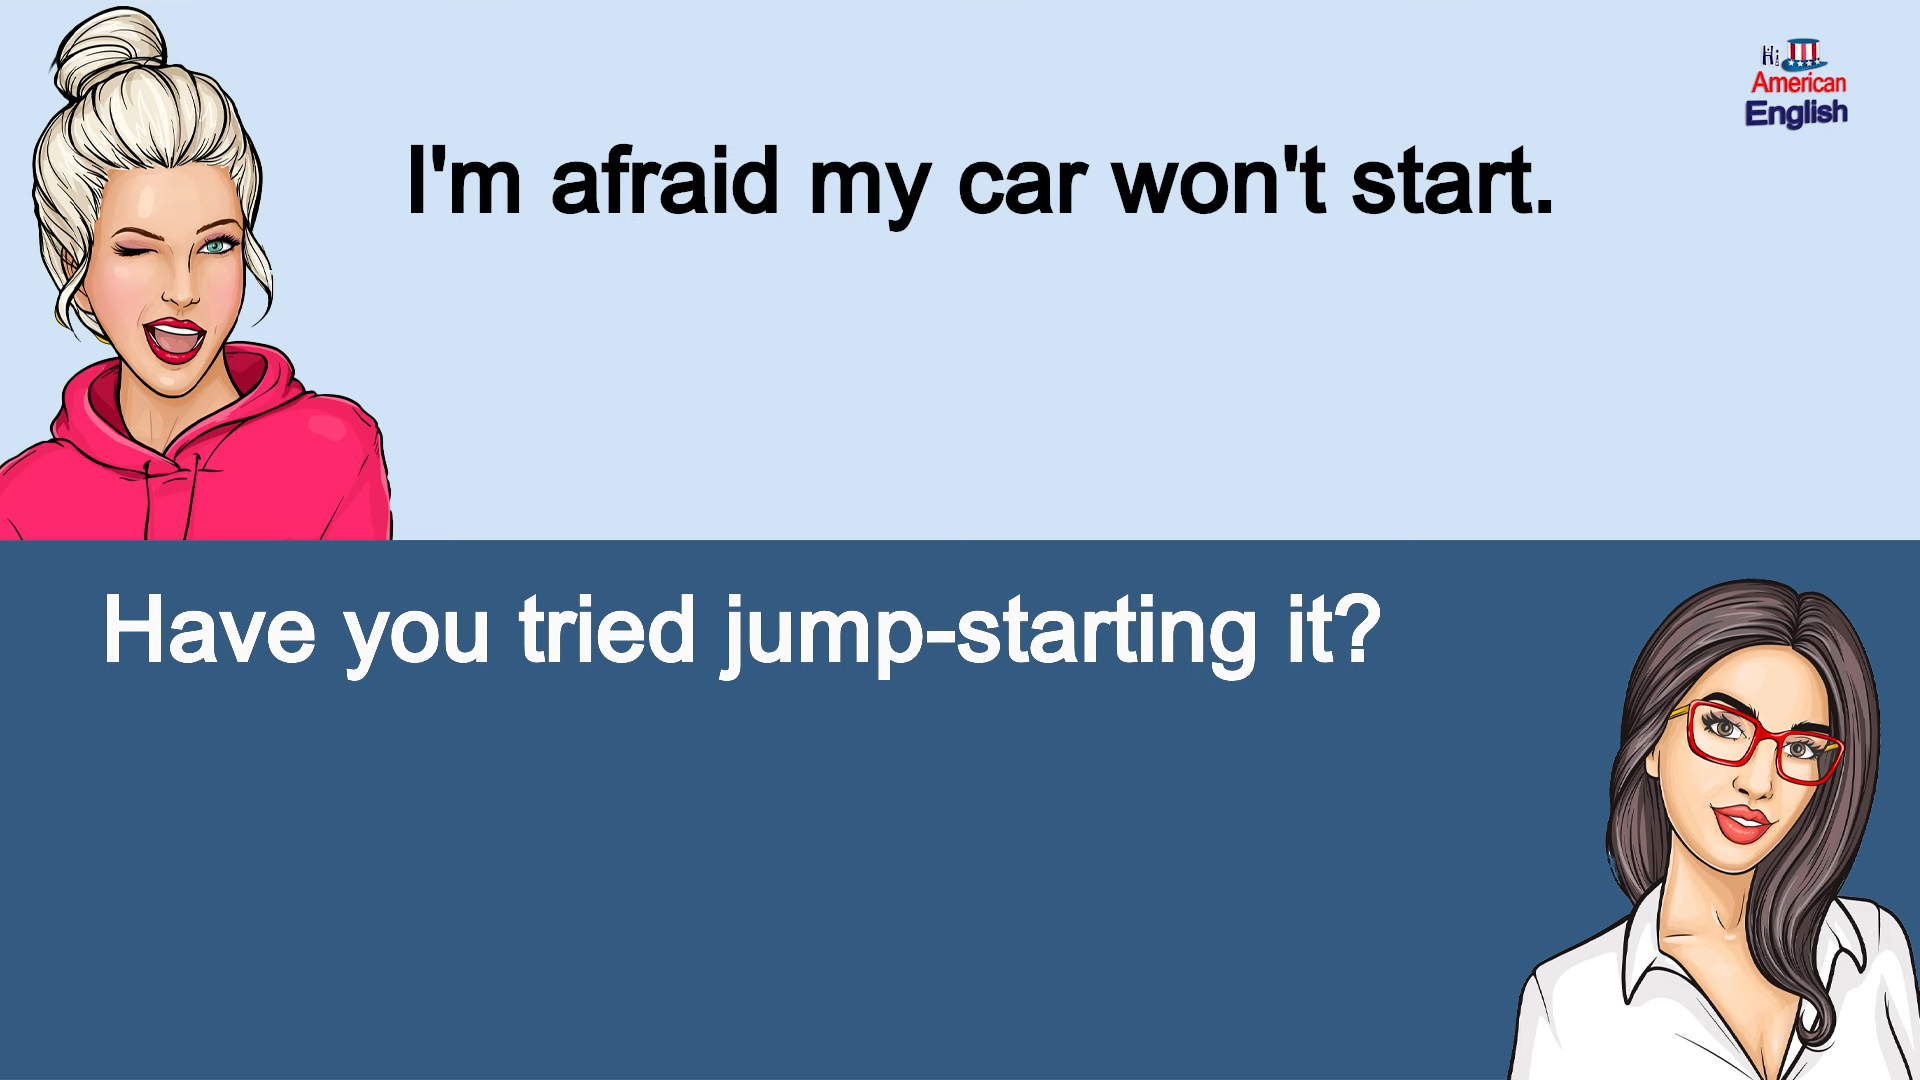 Hi
American
English
I'm afraid my car won't start.
Have you tried jump-starting it?